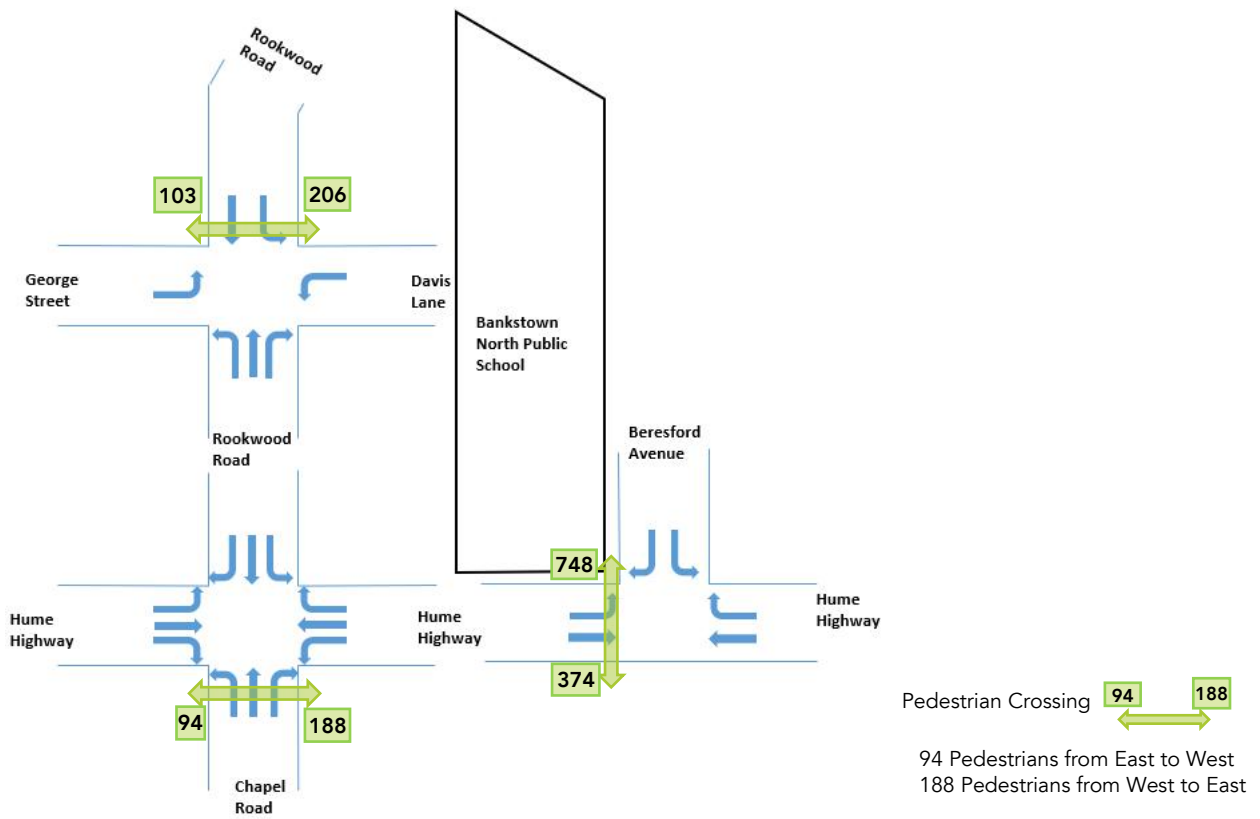 Rookwood
Road
103
206
George
Street
Davis
Lane
Bankstown
North Public
School
Rookwood
Road
Beresford
Avenue
748
Hume
Highway
Hume
Highway
Hume
Highway
374
94
188
Chapel
Road
Pedestrian Crossing
94
188
94 Pedestrians from East to West
188 Pedestrians from West to East